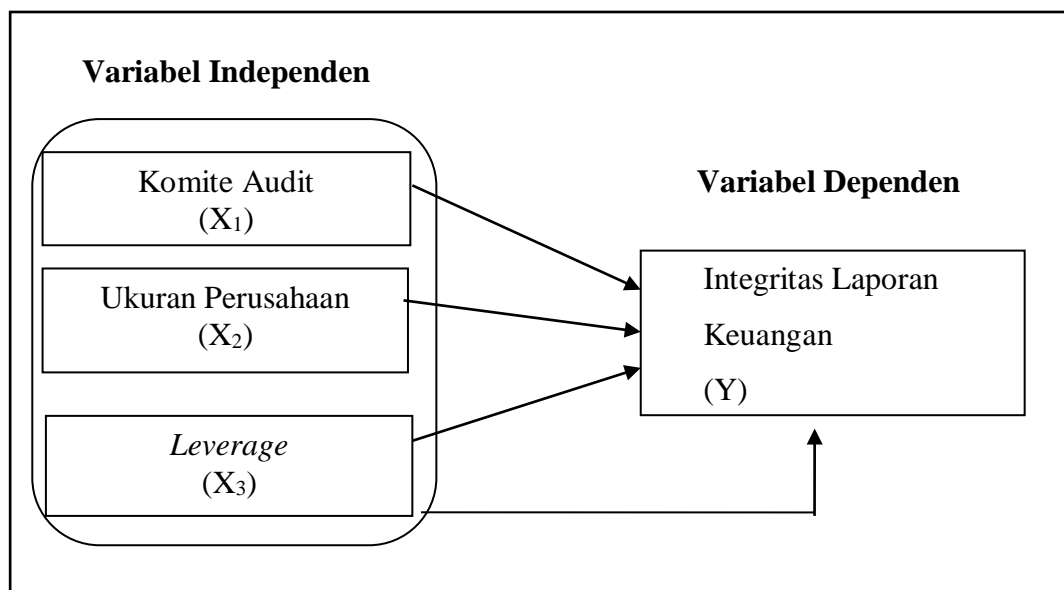 Variabel Independen
Komite Audit
(X₁)
Ukuran Perusahaan
(X₂)
Leverage
(X₃)
Variabel Dependen
Integritas Laporan
Keuangan
(Y)